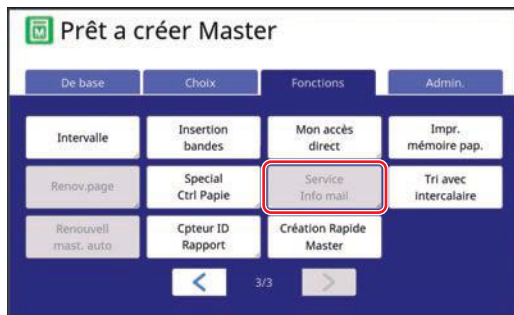 Prêt a créer Master
De base Choix Fonctions Admin.
Intervalle
Insertion
bandes
Mon accès
direct
Impr.
mémoire pap.
Renov.page
Special
Ctrl Papie
Service
Info mail
Tri avec
intercalaire
Renouvell
mast. auto
Cpteur ID
Rapport
Création Rapide
Master
3/3